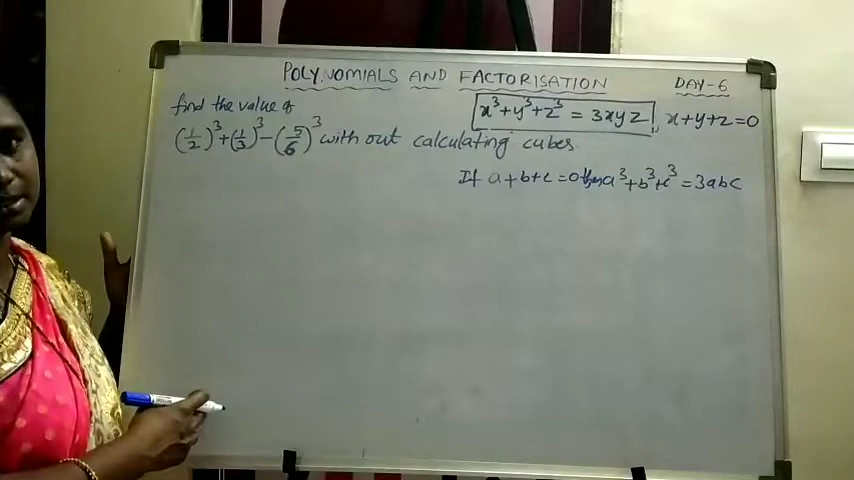 POLYNOMIALS AND FACTORISATION DAY-6
find the value of
x³+y³+z³ = 3xyz, x+y+z=0
(1/2)³+(1/3)³-(5/6)³ with out calculating cubes.
If a+b+c=0 then a³+b³+c³=3abc